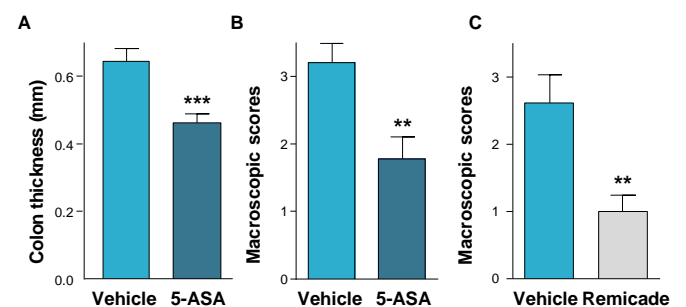 A
Colon thickness (mm)
0.6
0.4
0.2
0.0
***
Vehicle 5-ASA
B
Macroscopic scores
3
2
1
0
**
Vehicle 5-ASA
C
Macroscopic scores
3
2
1
0
**
Vehicle Remicade